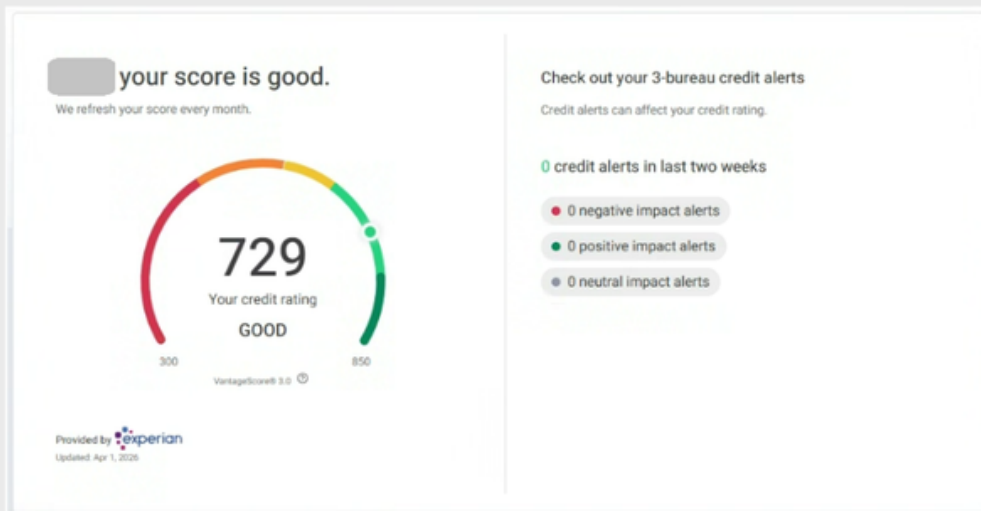 your score is good.
We refresh your score every month.
729
Your credit rating
GOOD
300
850
VantageScore® 3.0
Provided by experian
Updated: Apr 1, 2026
Check out your 3-bureau credit alerts
Credit alerts can affect your credit rating.
0 credit alerts in last two weeks
0 negative impact alerts
0 positive impact alerts
0 neutral impact alerts